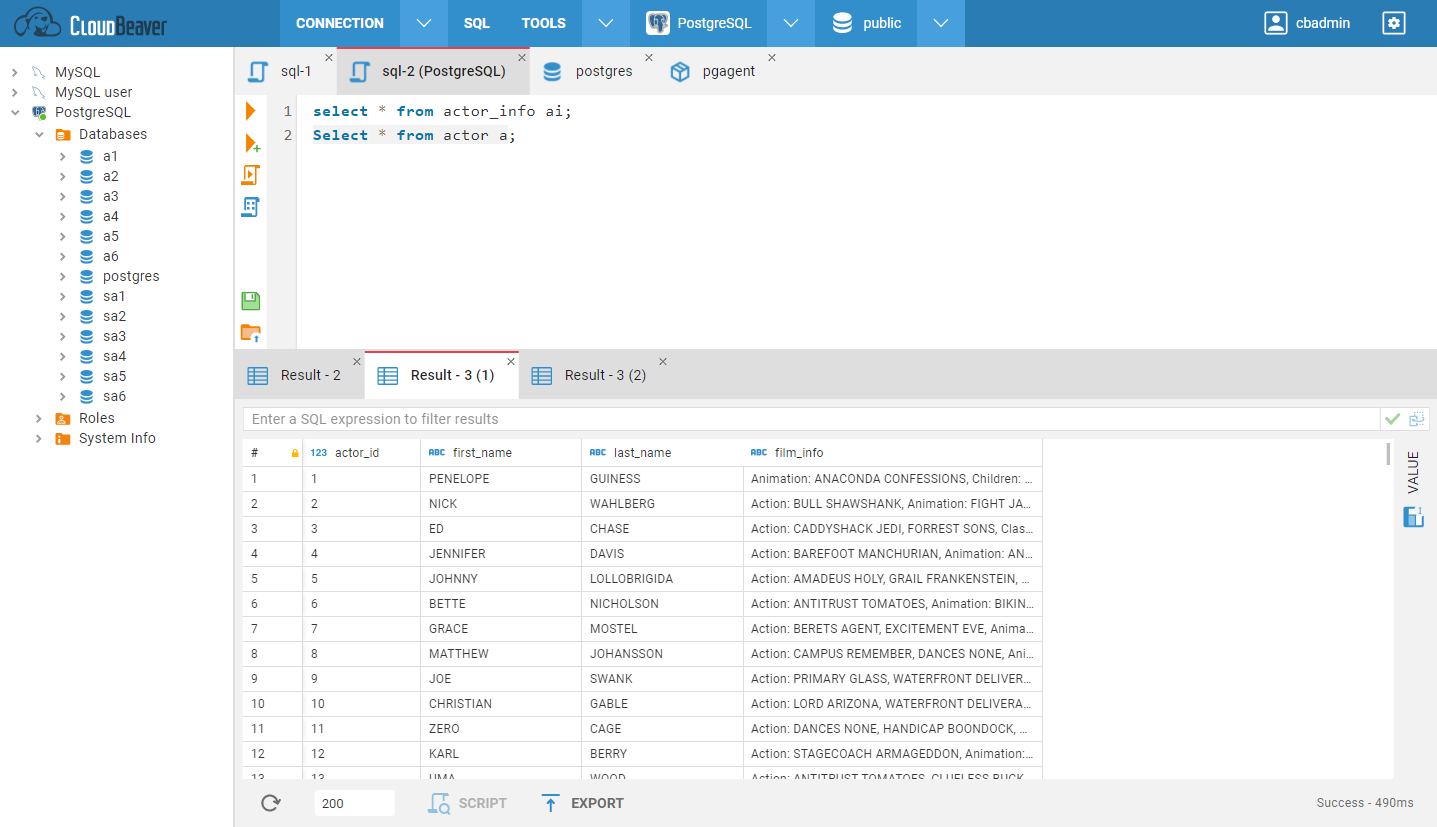 CLOUDBEAVER CONNECTION SQL TOOLS PostgreSQL public cbadmin
MySQL
MySQL user
PostgreSQL
Databases
a1
a2
a3
a4
a5
a6
postgres
sa1
sa2
sa3
sa4
sa5
sa6
Roles
System Info
sql-1 sql-2 (PostgreSQL) postgres pgagent
1 select * from actor_info ai;
2 Select * from actor a;
Result - 2 Result - 3 (1) Result - 3 (2)
Enter a SQL expression to filter results
# 123 actor_id ABC first_name ABC last_name ABC film_info
1 1 PENELOPE GUINESS Animation: ANACONDA CONFESSIONS, Children: ...
2 2 NICK WAHLBERG Action: BULL SHAWSHANK, Animation: FIGHT JA...
3 3 ED CHASE Action: CADDYSHACK JEDI, FORREST SONS, Clas...
4 4 JENNIFER DAVIS Action: BAREFOOT MANCHURIAN, Animation: AN...
5 5 JOHNNY LOLLOBRIGIDA Action: AMADEUS HOLY, GRAIL FRANKENSTEIN, ...
6 6 BETTE NICHOLSON Action: ANTITRUST TOMATOES, Animation: BIKIN...
7 7 GRACE MOSTEL Action: BERETS AGENT, EXCITEMENT EVE, Anima...
8 8 MATTHEW JOHANSSON Action: CAMPUS REMEMBER, DANCES NONE, Ani...
9 9 JOE SWANK Action: PRIMARY GLASS, WATERFRONT DELIVER...
10 10 CHRISTIAN GABLE Action: LORD ARIZONA, WATERFRONT DELIVERA...
11 11 ZERO CAGE Action: DANCES NONE, HANDICAP BOONDOCK, ...
12 12 KARL BERRY Action: STAGECOACH ARMAGEDDON, Animation:...
13 13 UMA WOOD Action: ANTITRUST TOMATOES, CLUELESS BUCK...
VALUE
200 SCRIPT EXPORT Success - 490ms